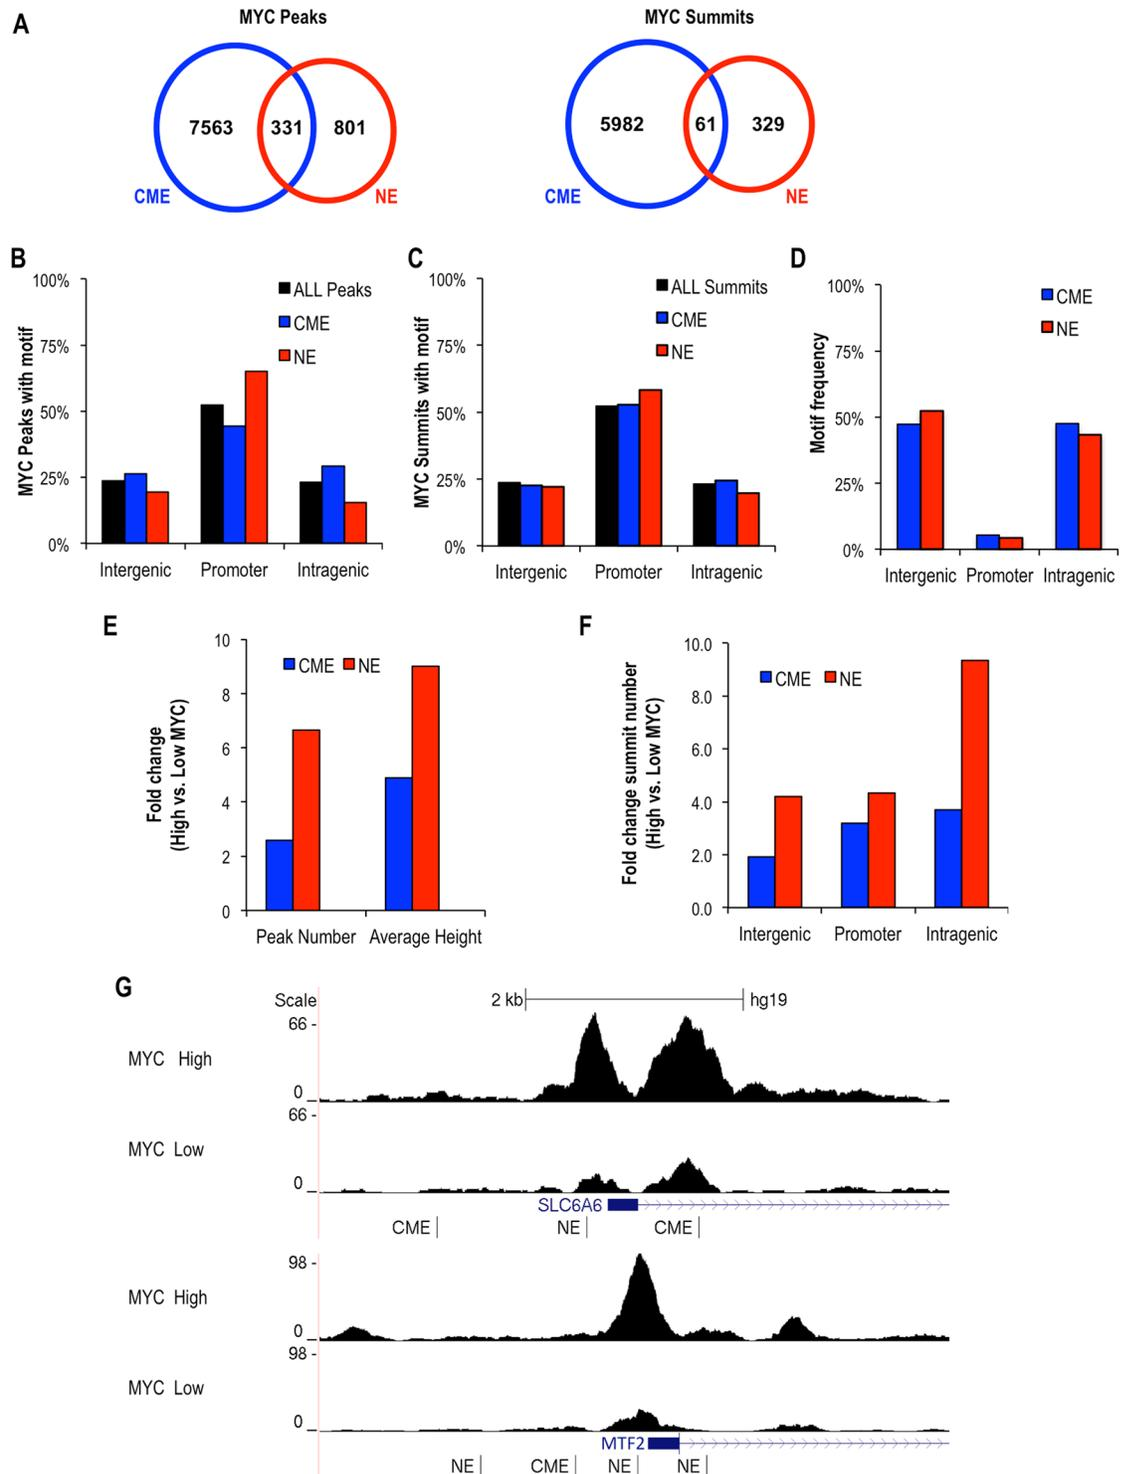 A
MYC Peaks
MYC Summits
7563 331 801
5982 61 329
CME NE
CME NE
B
100%
75%
50%
25%
0%
MYC Peaks with motif
ALL Peaks
CME
NE
Intergenic Promoter Intragenic
C
100%
75%
50%
25%
0%
MYC Summits with motif
ALL Summits
CME
NE
Intergenic Promoter Intragenic
D
100%
75%
50%
25%
0%
Motif frequency
CME
NE
Intergenic Promoter Intragenic
E
10
8
6
4
2
0
Fold change
(High vs. Low MYC)
CME NE
Peak Number Average Height
F
10.0
8.0
6.0
4.0
2.0
0.0
Fold change summit number
(High vs. Low MYC)
CME NE
Intergenic Promoter Intragenic
G
Scale 2 kb hg19
66 -
MYC High
0
66 -
MYC Low
0
SLC6A6
CME NE CME
98 -
MYC High
0
98 -
MYC Low
0
MTF2
NE CME NE NE